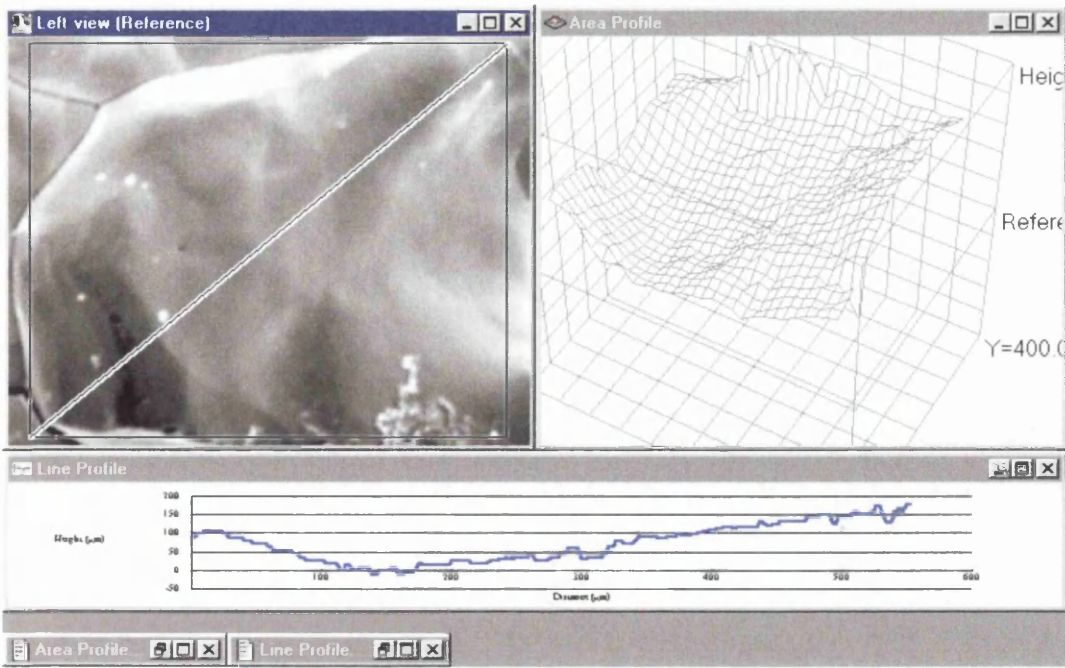 Left view (Reference)
Area Profile
Heig
Refere
Y=400.0
Line Profile
200
150
100
50
0
-50
Height (µm)
100
200
300
400
500
600
Distance (µm)
Area Profile
Line Profile